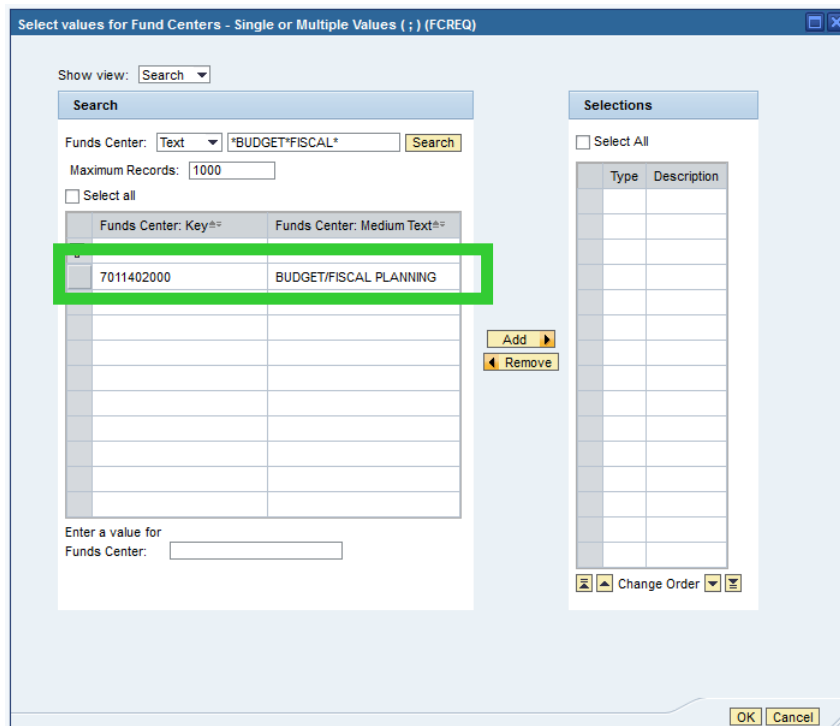 Select values for Fund Centers - Single or Multiple Values ( ; ) (FCREQ)
Show view: Search
Search
Funds Center: Text *BUDGET*FISCAL* Search
Maximum Records: 1000
Select all
Funds Center: Key Funds Center: Medium Text
7011402000 BUDGET/FISCAL PLANNING
Enter a value for
Funds Center:
Add
Remove
Selections
Select All
Type Description
Change Order
OK Cancel